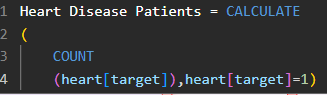 1 Heart Disease Patients = CALCULATE
2 (
3 COUNT
4 (heart[target]),heart[target]=1)